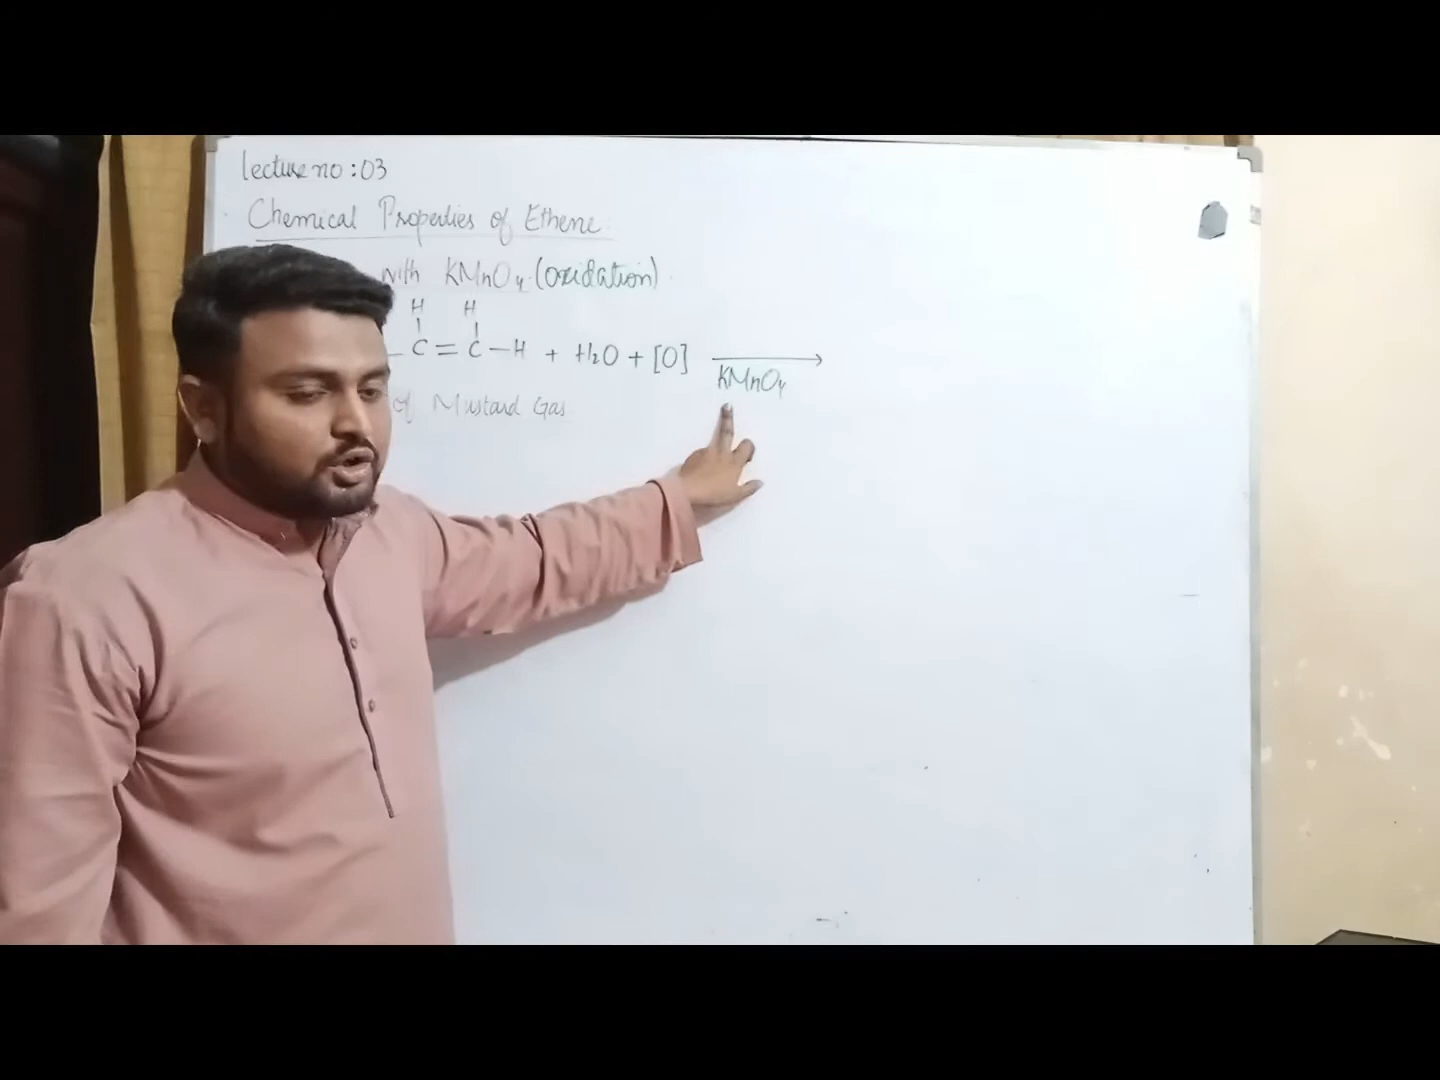 lecture no : 03
Chemical Properties of Ethene
with KMnO4 (oxidation)
H H
C = C - H + H2O + [O]
KMnO4
of Mustard Gas